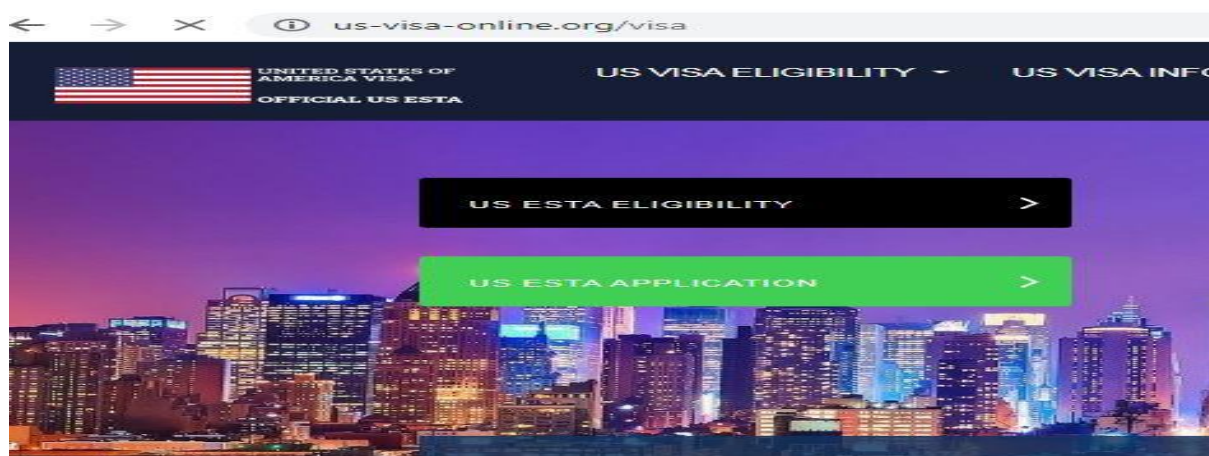 us-visa-online.org/visa
UNITED STATES OF
AMERICA VISA
OFFICIAL US ESTA
US VISA ELIGIBILITY
US VISA INFO
US ESTA ELIGIBILITY
US ESTA APPLICATION